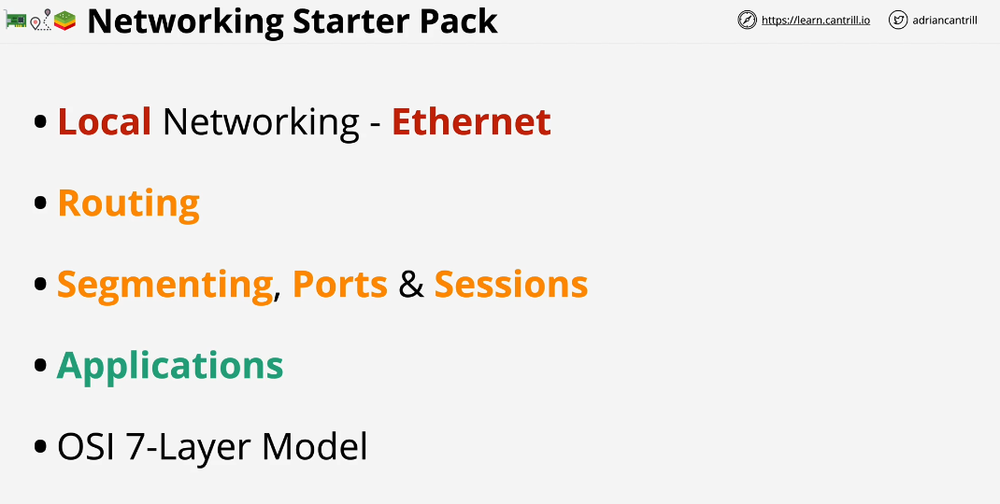 Networking Starter Pack
https://learn.cantrill.io
adriancantrill
• Local Networking - Ethernet
• Routing
• Segmenting, Ports & Sessions
• Applications
• OSI 7-Layer Model